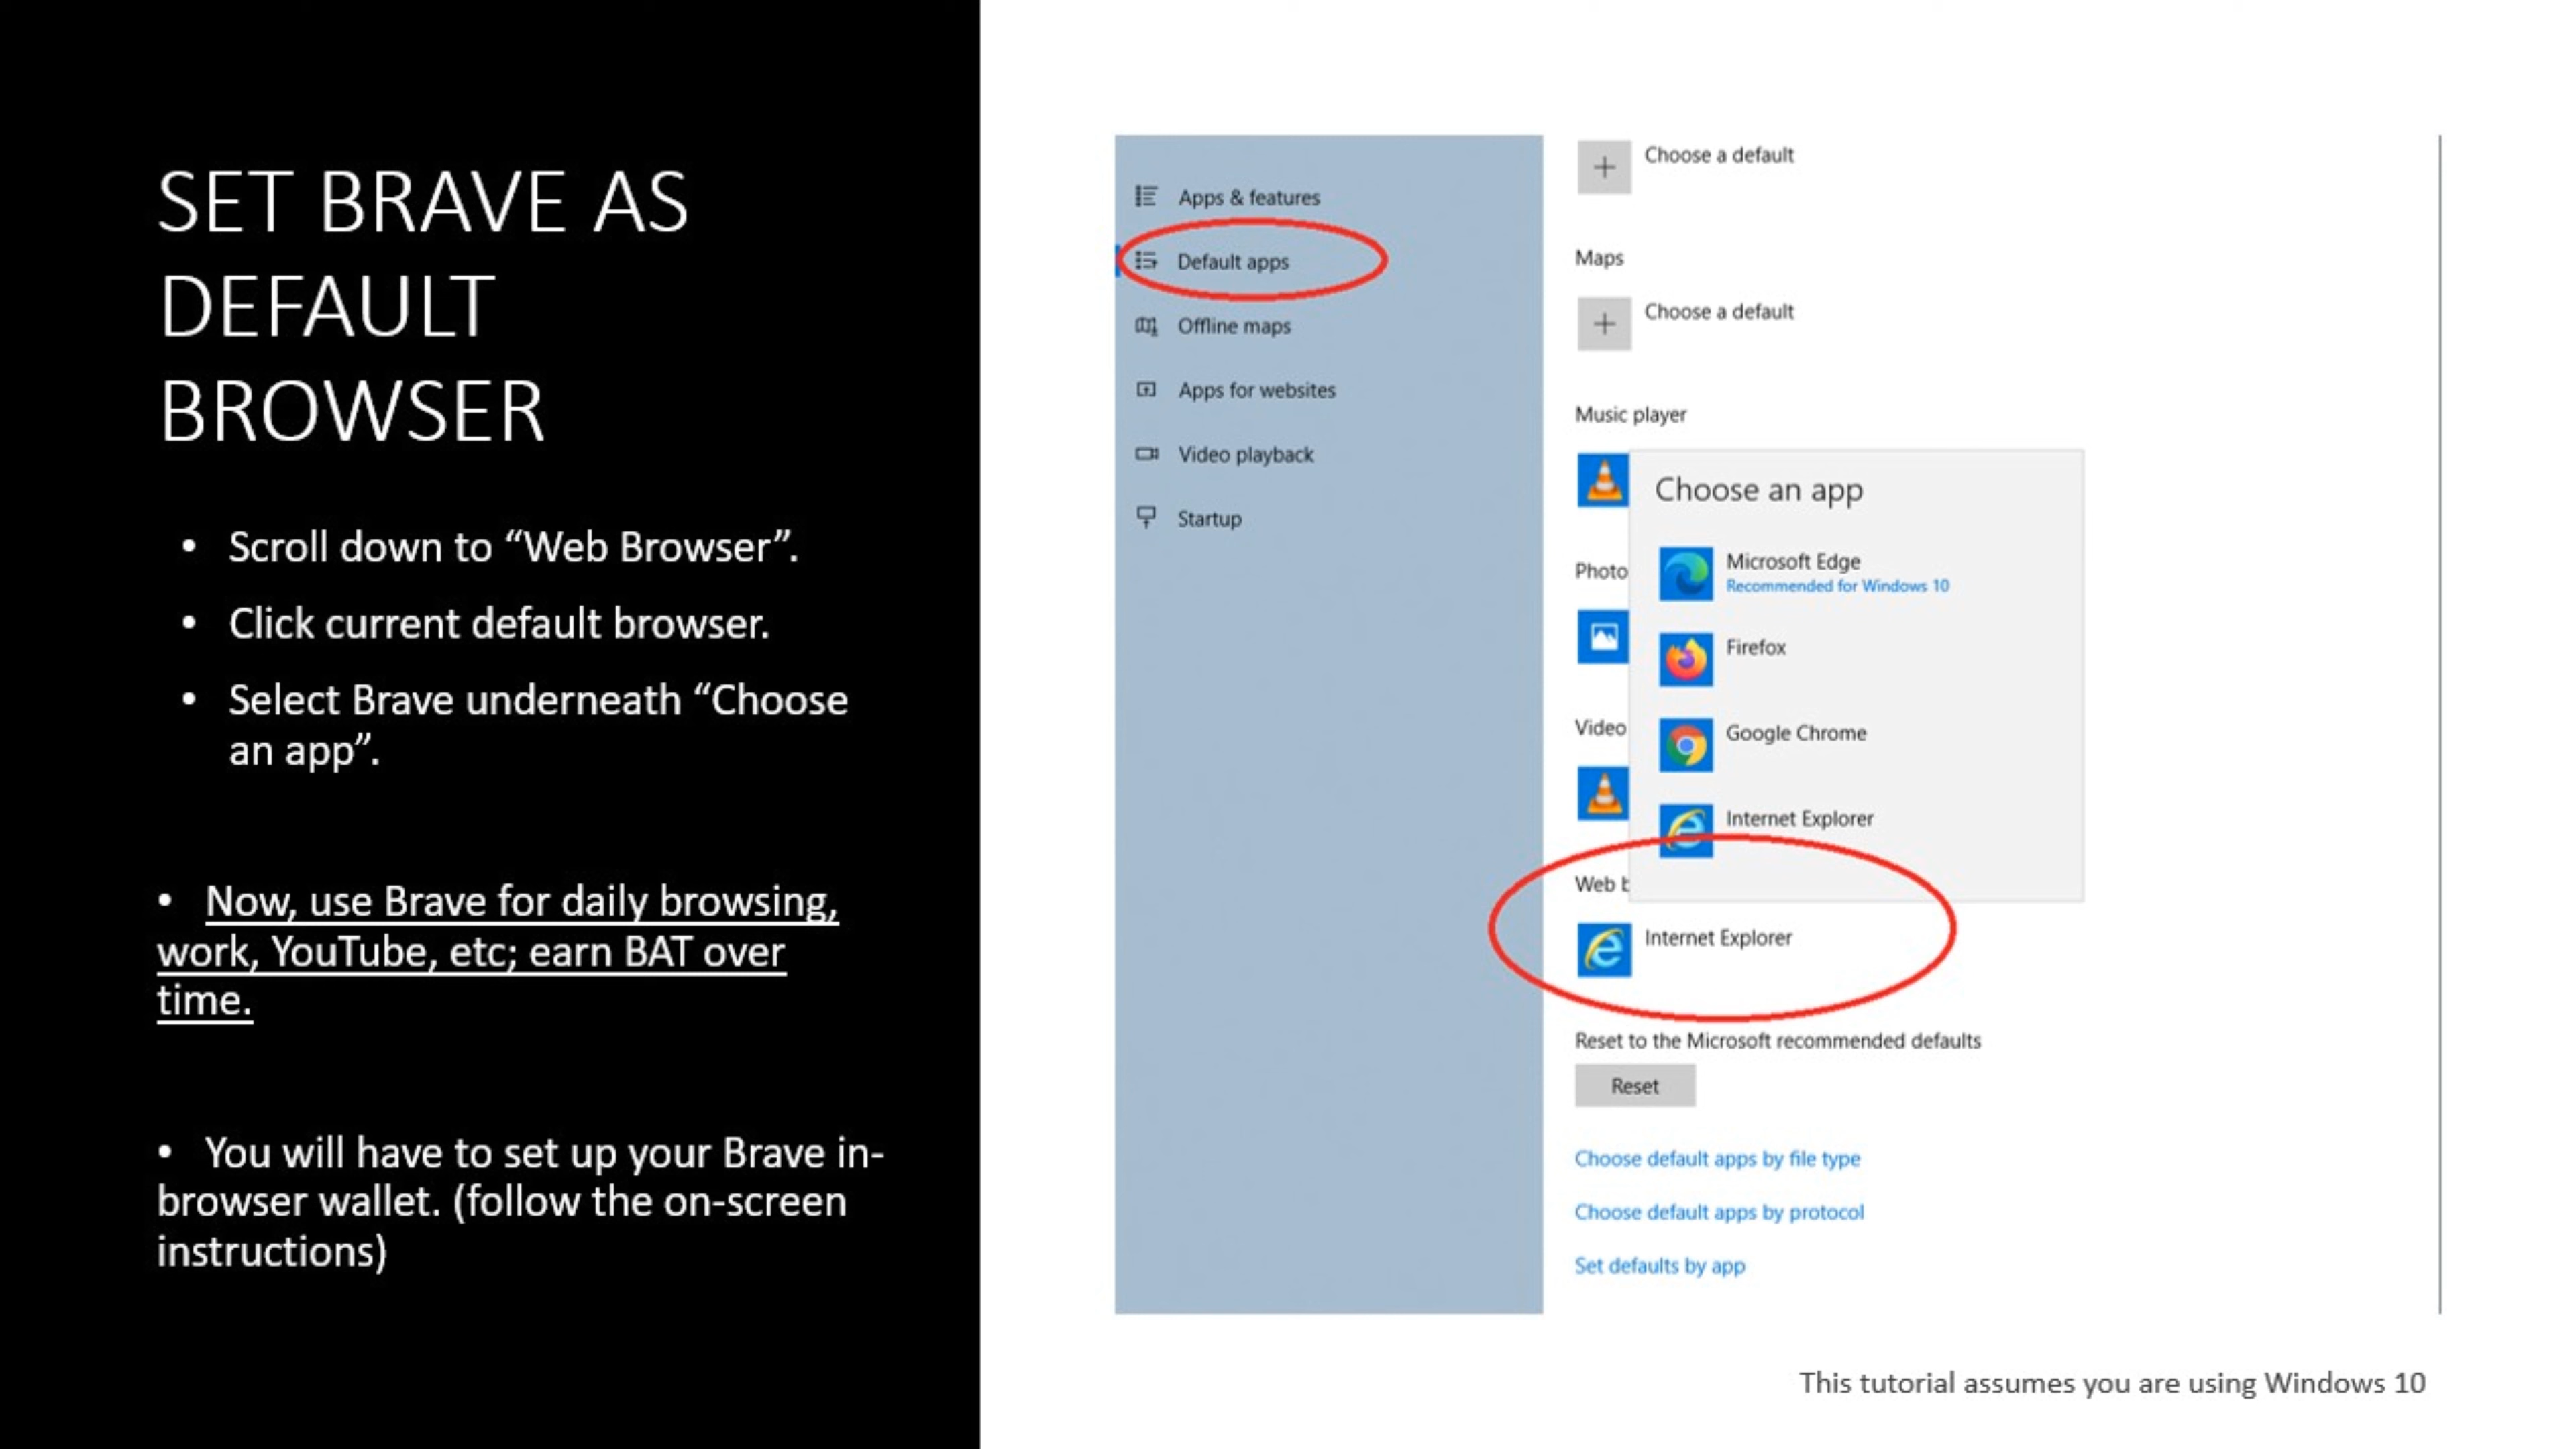 SET BRAVE AS
DEFAULT
BROWSER
• Scroll down to “Web Browser”.
• Click current default browser.
• Select Brave underneath “Choose
an app”.
• Now, use Brave for daily browsing,
work, YouTube, etc; earn BAT over
time.
• You will have to set up your Brave in-
browser wallet. (follow the on-screen
instructions)
Apps & features
Default apps
Offline maps
Apps for websites
Video playback
Startup
Choose a default
Maps
Choose a default
Music player
Choose an app
Microsoft Edge
Recommended for Windows 10
Photo
Firefox
Video
Google Chrome
Internet Explorer
Web b
Internet Explorer
Reset to the Microsoft recommended defaults
Reset
Choose default apps by file type
Choose default apps by protocol
Set defaults by app
This tutorial assumes you are using Windows 10